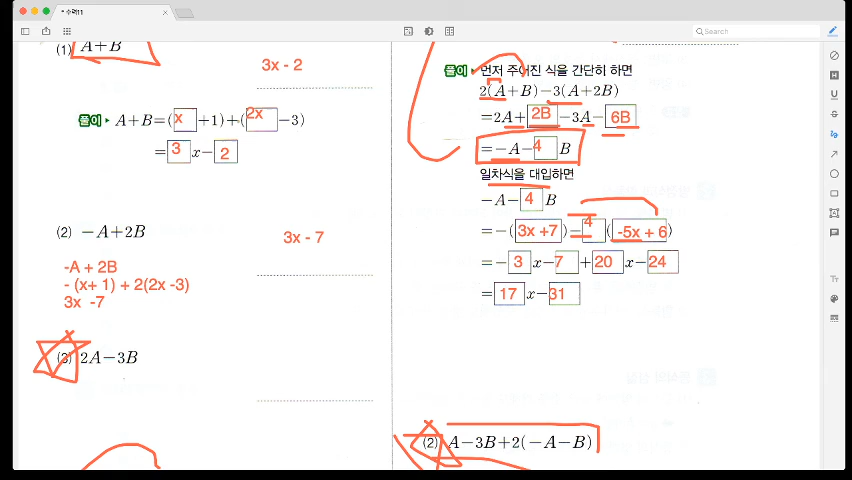 * 수력11
Search
(1) A+B
3x - 2
풀이 A+B=(x+1)+(2x-3)
=3x-2
(2) -A+2B
3x - 7
-A + 2B
- (x+ 1) + 2(2x -3)
3x -7
(3) 2A-3B
풀이 먼저 주어진 식을 간단히 하면
2(A+B)-3(A+2B)
=2A+2B-3A-6B
=-A-4B
일차식을 대입하면
-A-4B
=-(3x+7)-4(-5x+6)
=-3x-7+20x-24
=17x-31
(2) A-3B+2(-A-B)